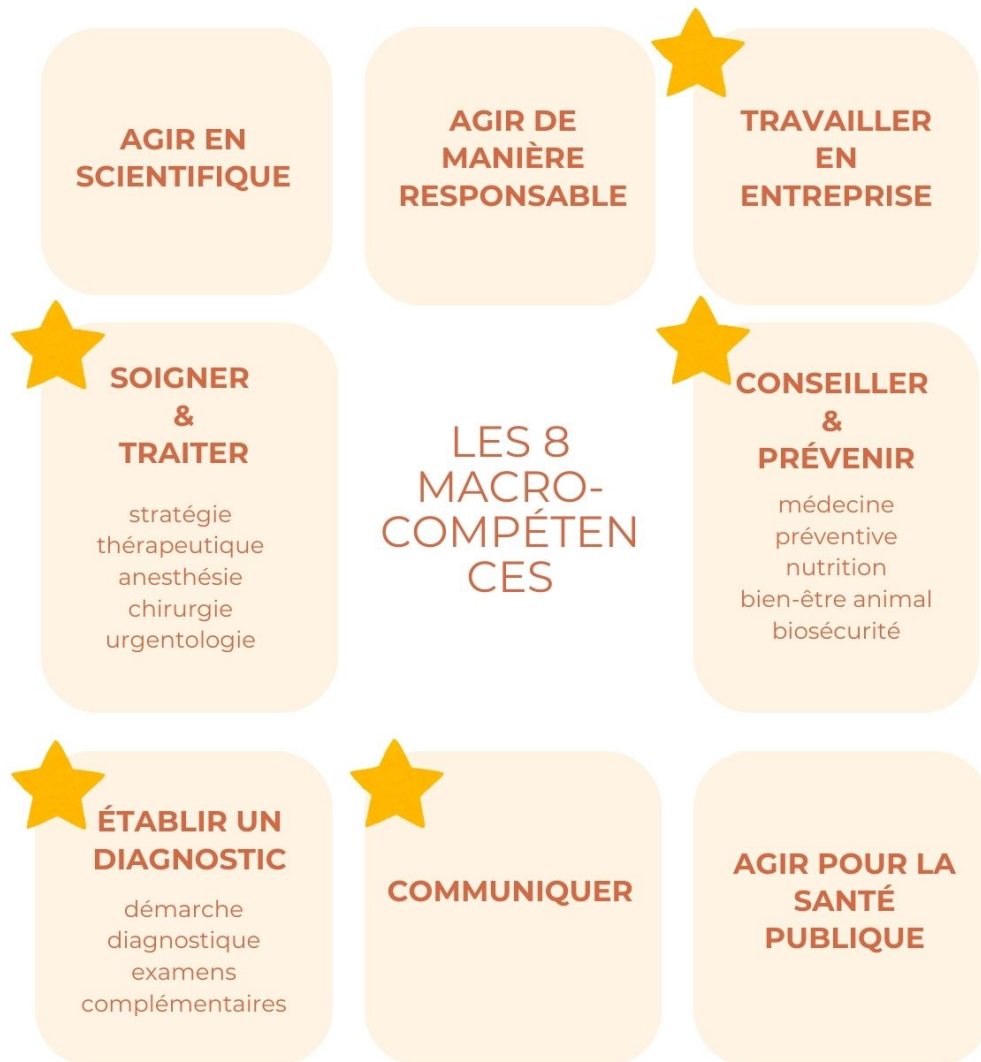 AGIR EN
SCIENTIFIQUE
AGIR DE
MANIÈRE
RESPONSABLE
TRAVAILLER
EN
ENTREPRISE
SOIGNER
&
TRAITER
stratégie
thérapeutique
anesthésie
chirurgie
urgentologie
LES 8
MACRO-
COMPÉTEN
CES
CONSEILLER
&
PRÉVENIR
médecine
préventive
nutrition
bien-être animal
biosécurité
ÉTABLIR UN
DIAGNOSTIC
démarche
diagnostique
examens
complémentaires
COMMUNIQUER
AGIR POUR LA
SANTÉ
PUBLIQUE